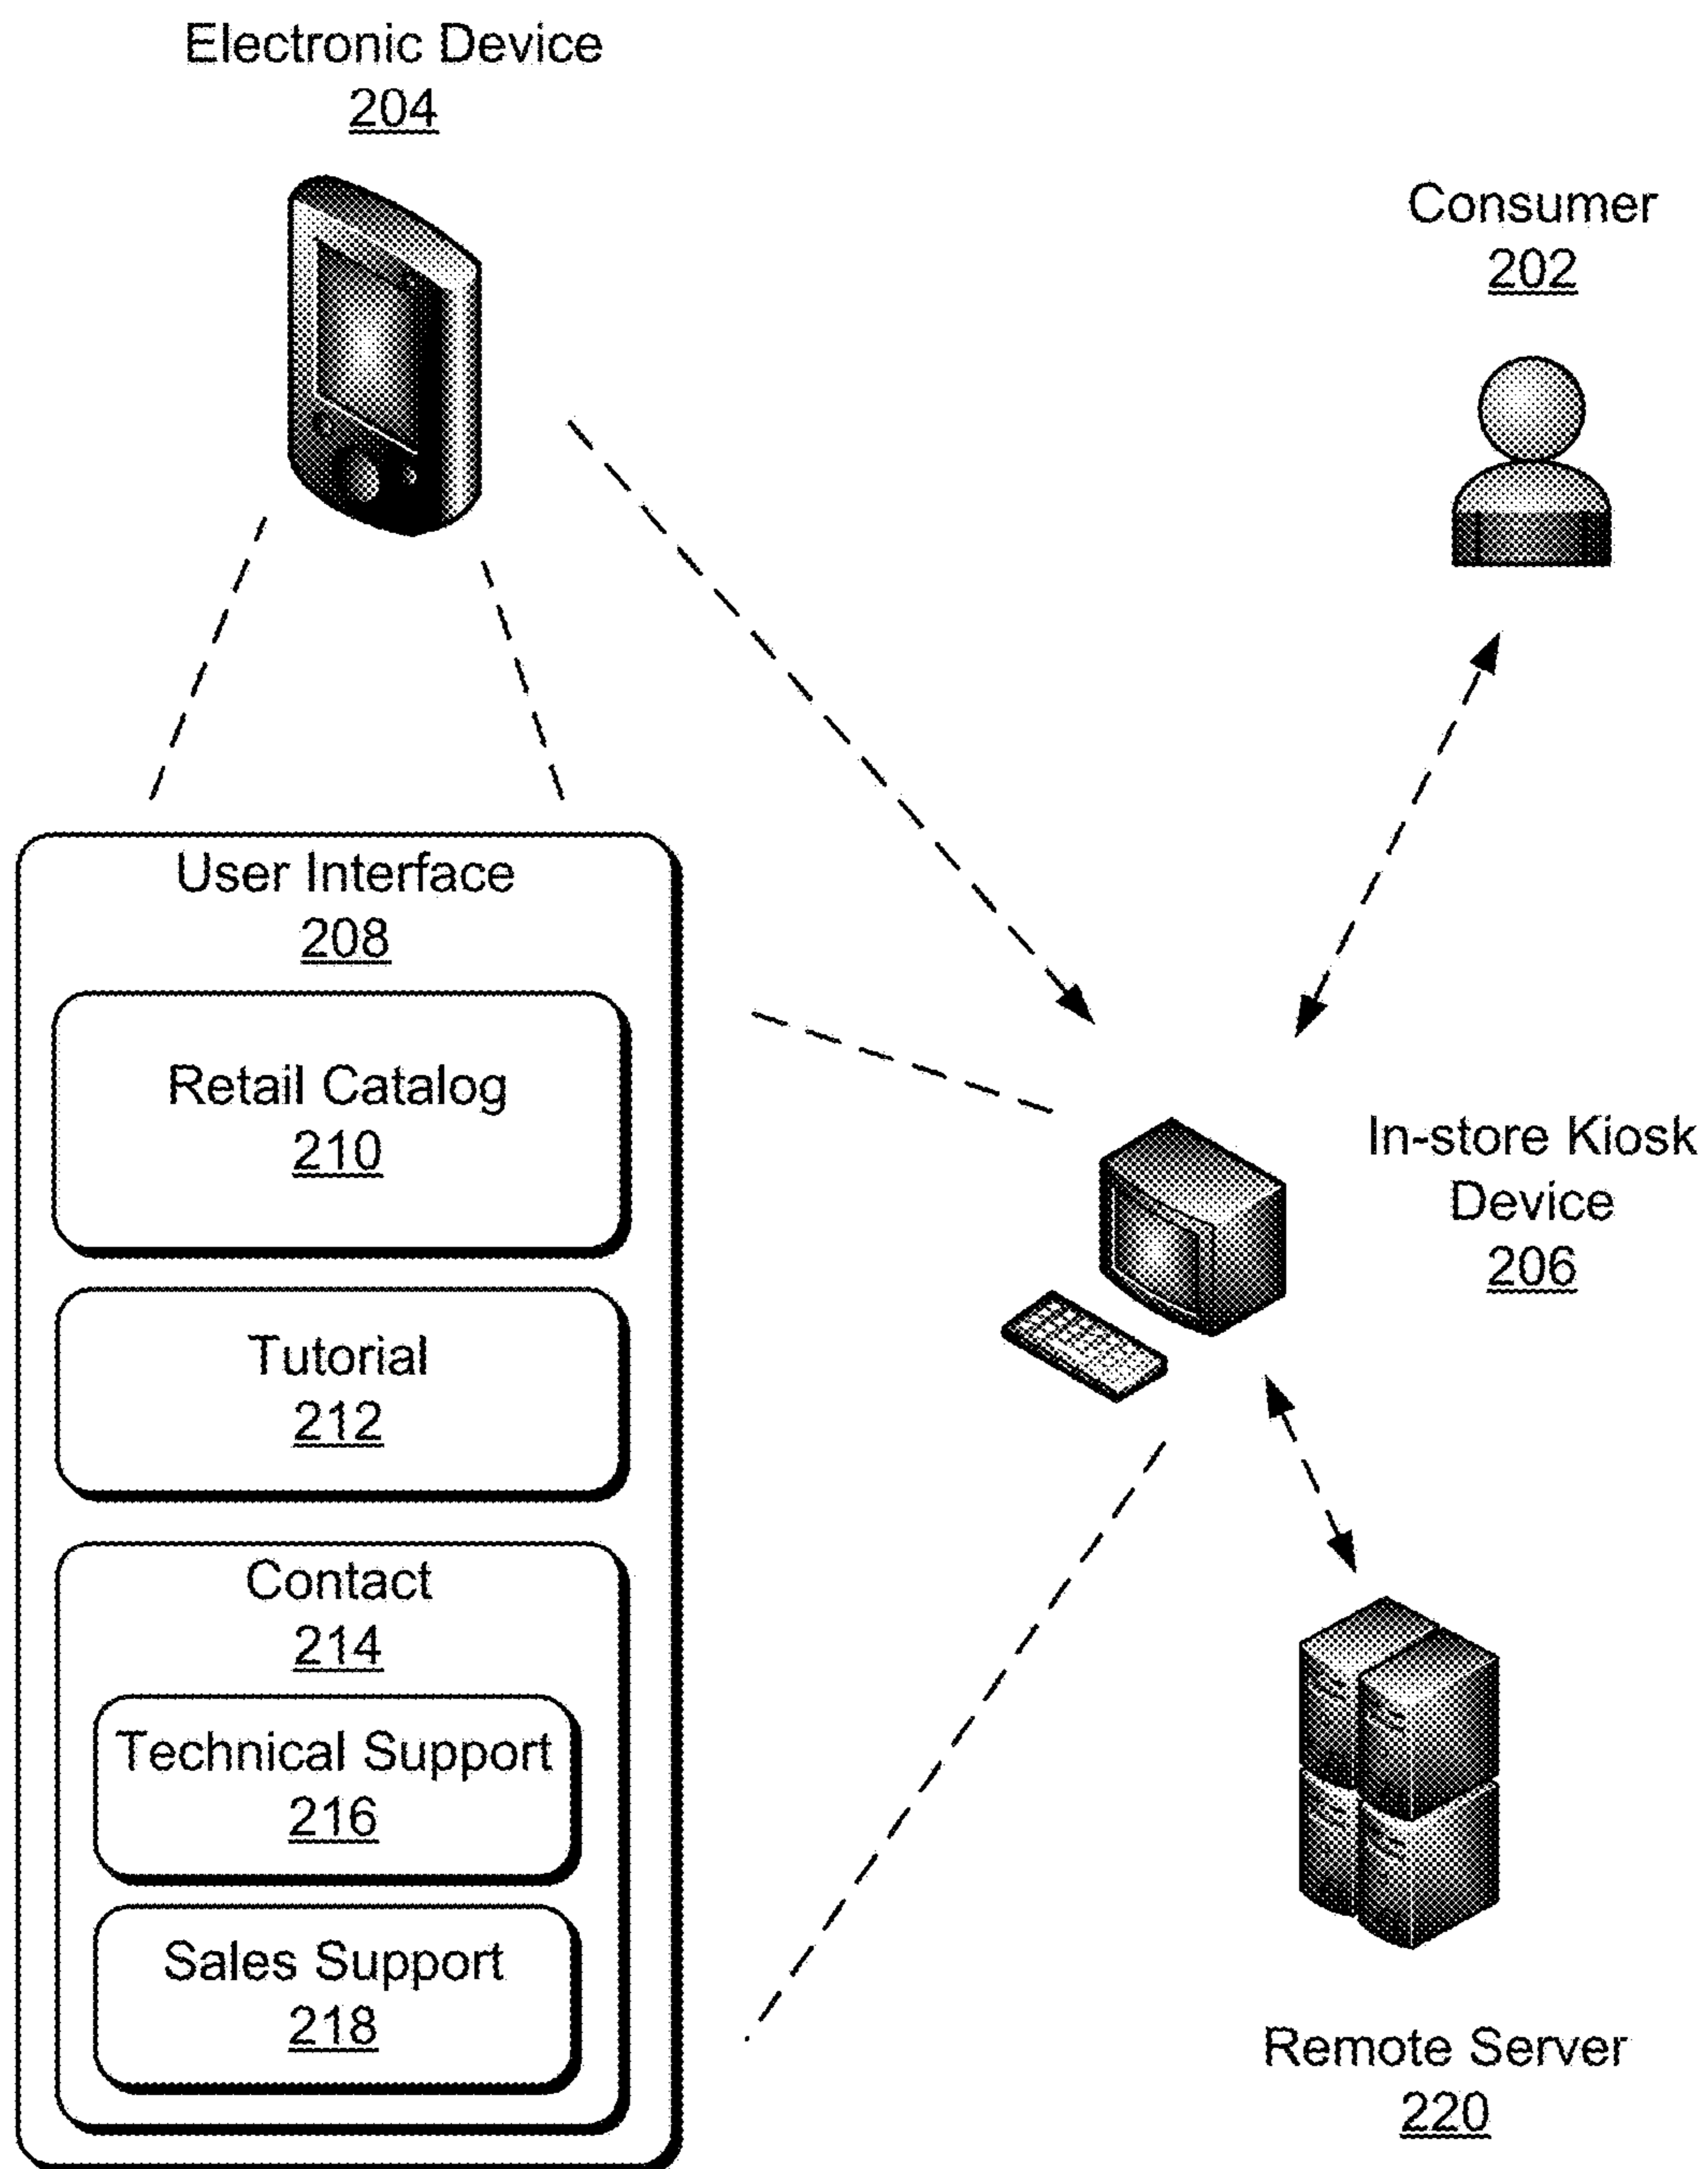 Electronic Device
204
Consumer
202
User Interface
208
Retail Catalog
210
Tutorial
212
Contact
214
Technical Support
216
Sales Support
218
In-store Kiosk
Device
206
Remote Server
220